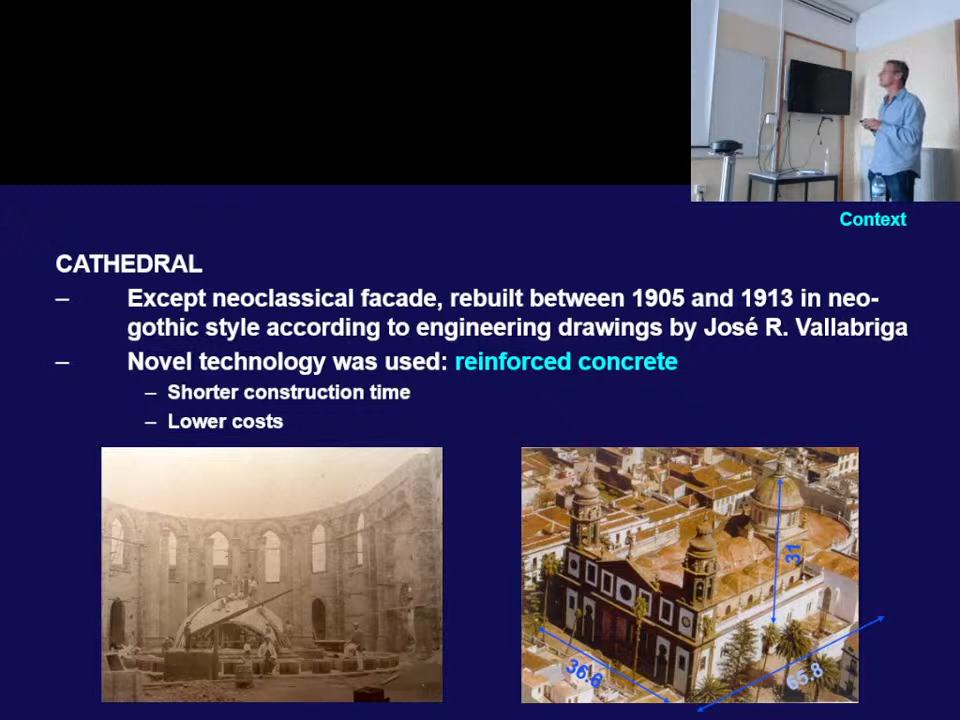 Context
CATHEDRAL
– Except neoclassical facade, rebuilt between 1905 and 1913 in neo-
gothic style according to engineering drawings by José R. Vallabriga
– Novel technology was used: reinforced concrete
– Shorter construction time
– Lower costs
31
36.6
65.8